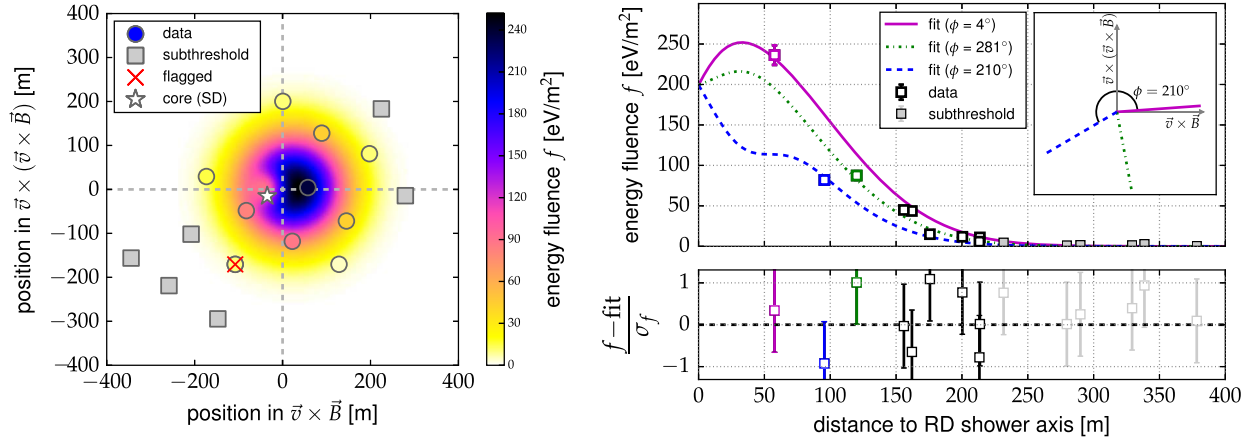 data
subthreshold
flagged
core (SD)
400
300
200
100
0
−100
−200
−300
−400
−400
−200
0
200
400
position in v⃗ × B⃗ [m]
position in v⃗ × (v⃗ × B⃗) [m]
240
210
180
150
120
90
60
30
0
energy fluence f [eV/m²]
fit (ϕ = 4°)
fit (ϕ = 281°)
fit (ϕ = 210°)
data
subthreshold
v⃗ × (v⃗ × B⃗)
ϕ = 210°
v⃗ × B⃗
250
200
150
100
50
0
energy fluence f [eV/m²]
1
0
−1
f−fit
σ_f
0
50
100
150
200
250
300
350
400
distance to RD shower axis [m]